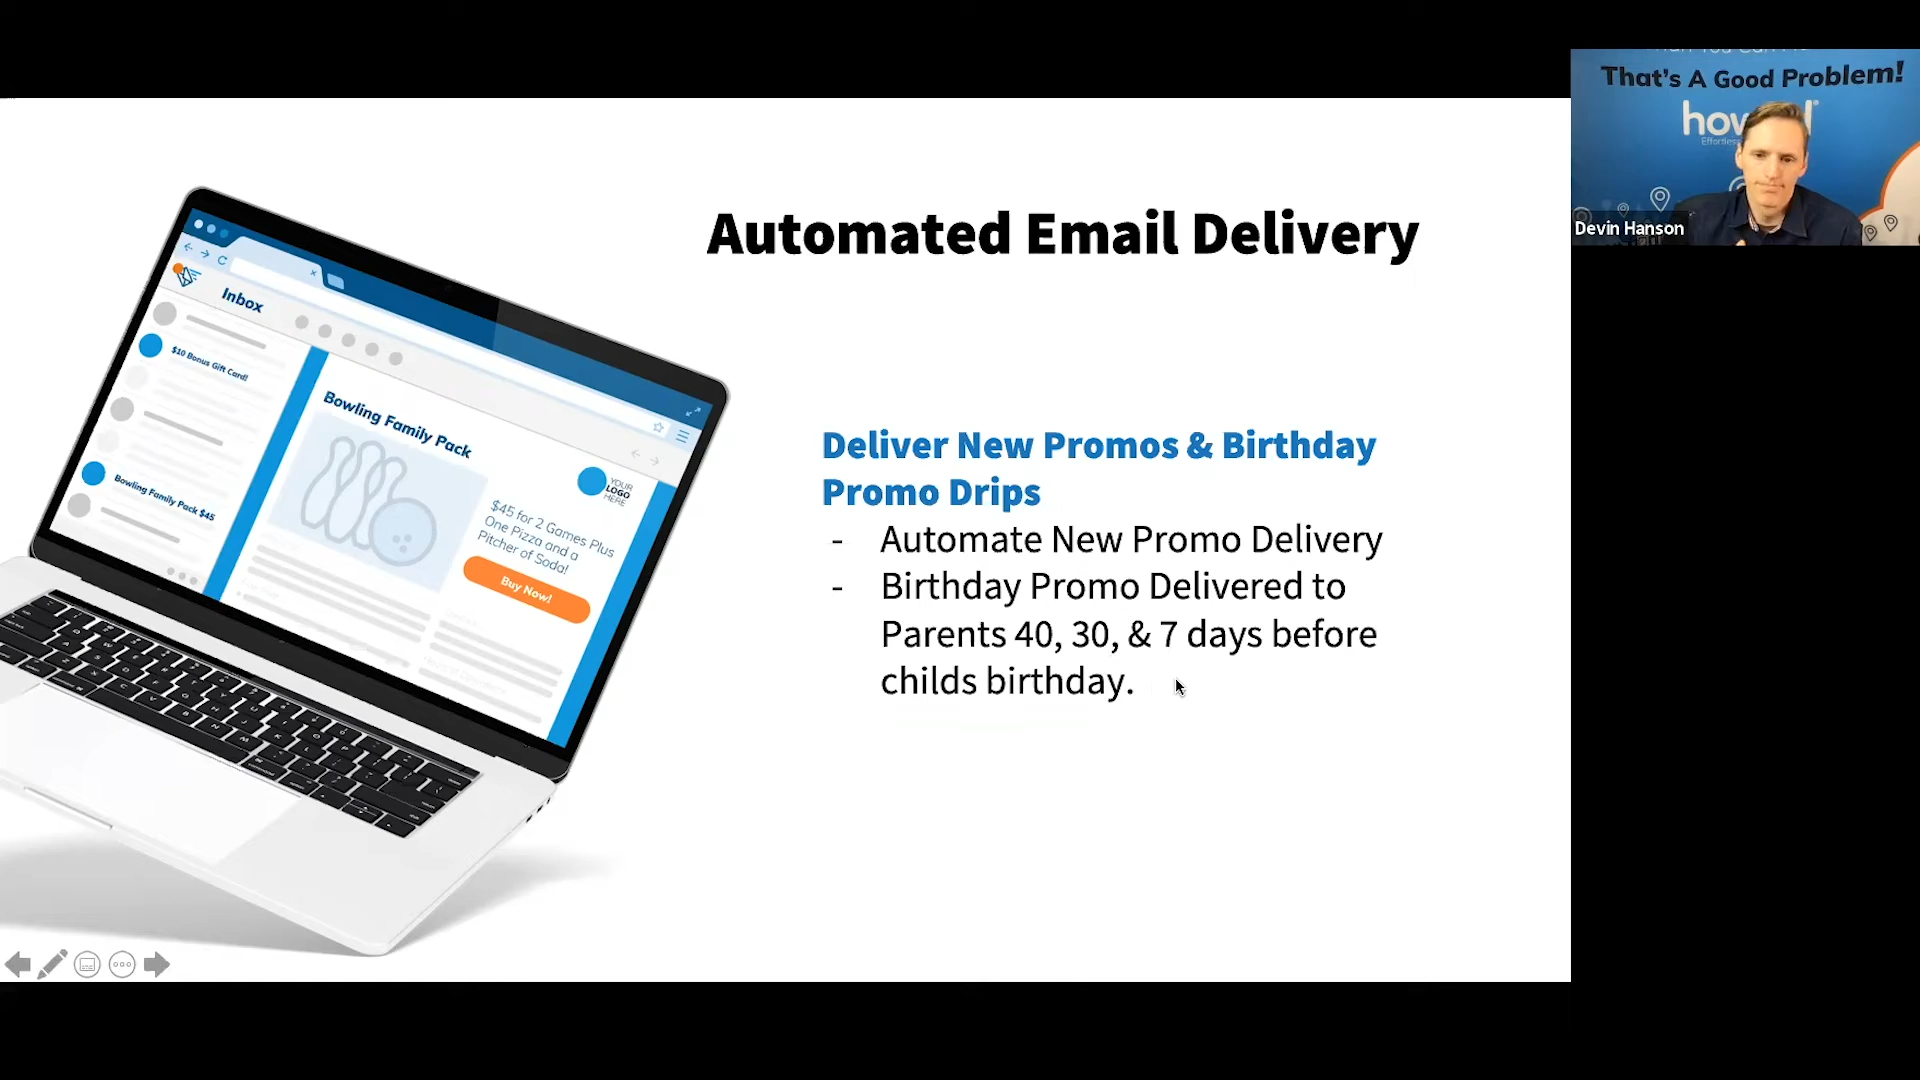 That's A Good Problem!
Devin Hanson
Automated Email Delivery
Deliver New Promos & Birthday
Promo Drips
- Automate New Promo Delivery
- Birthday Promo Delivered to
Parents 40, 30, & 7 days before
childs birthday.
Inbox
$10 Bonus Gift Card!
Bowling Family Pack $45
Bowling Family Pack
YOUR
LOGO
HERE
$45 for 2 Games Plus
One Pizza and a
Pitcher of Soda!
Buy Now!